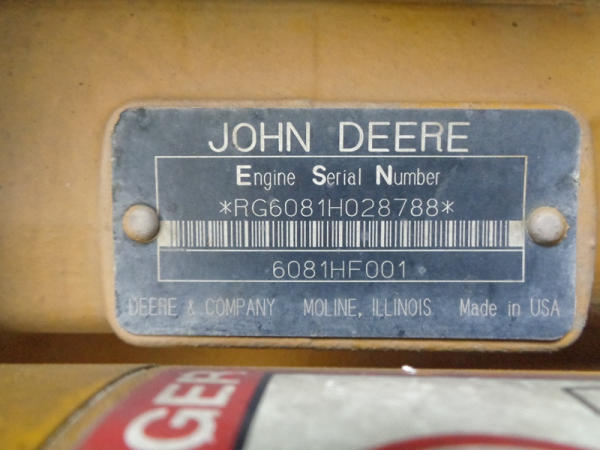 JOHN DEERE
Engine Serial Number
*RG6081H028788*
6081HF001
DEERE & COMPANY MOLINE, ILLINOIS Made in USA
GER